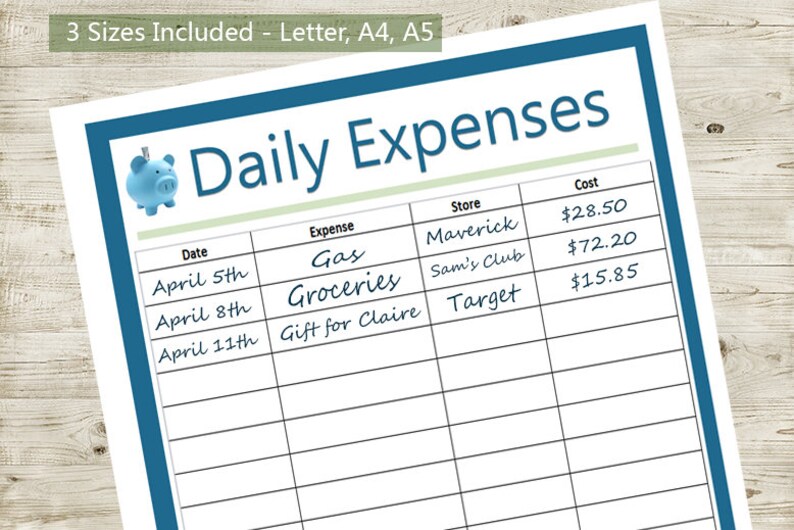 3 Sizes Included - Letter, A4, A5
Daily Expenses
Date Expense Store Cost
April 5th Gas Maverick $28.50
April 8th Groceries Sam's Club $72.20
April 11th Gift for Claire Target $15.85